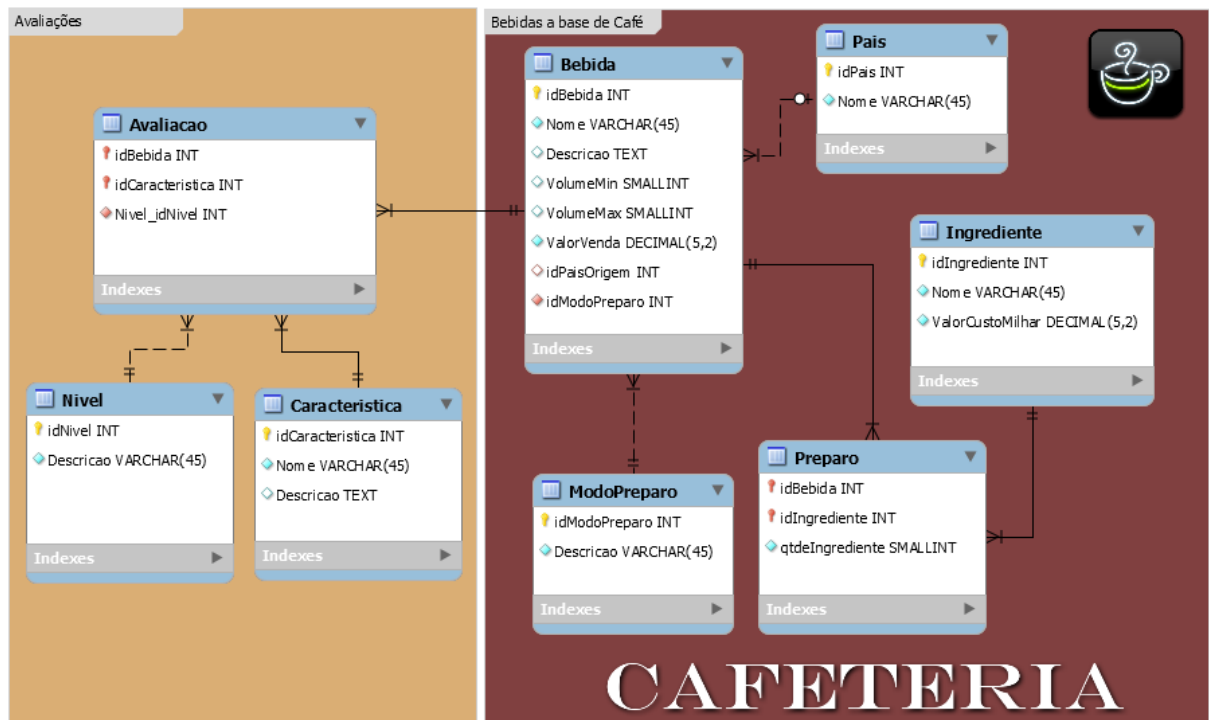 Avaliações
Avaliacao
idBebida INT
idCaracteristica INT
Nivel_idNivel INT
Indexes
Nivel
idNivel INT
Descricao VARCHAR(45)
Indexes
Caracteristica
idCaracteristica INT
Nome VARCHAR(45)
Descricao TEXT
Indexes
Bebidas a base de Café
Bebida
idBebida INT
Nome VARCHAR(45)
Descricao TEXT
VolumeMin SMALLINT
VolumeMax SMALLINT
ValorVenda DECIMAL(5,2)
idPaisOrigem INT
idModoPreparo INT
Indexes
Pais
idPais INT
Nome VARCHAR(45)
Indexes
Ingrediente
idIngrediente INT
Nome VARCHAR(45)
ValorCustoMilhar DECIMAL(5,2)
Indexes
ModoPreparo
idModoPreparo INT
Descricao VARCHAR(45)
Indexes
Preparo
idBebida INT
idIngrediente INT
qtdeIngrediente SMALLINT
Indexes
CAFETERIA